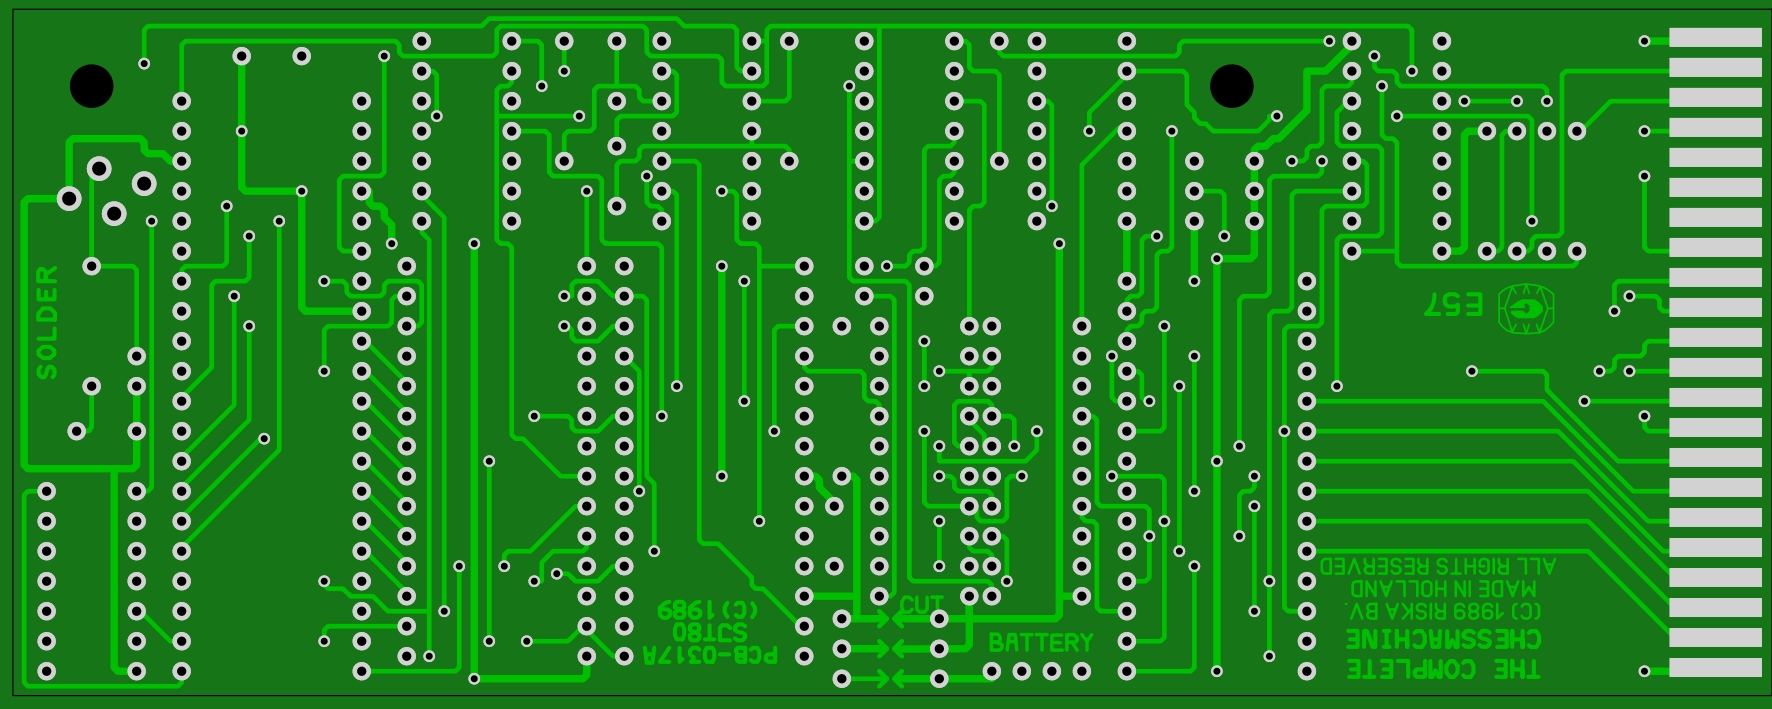 SOLDER
E57
CUT
BATTERY
PCB-0317A
SJT80
(C) 1989
THE COMPLETE
CHESSMACHINE
(C) 1989 RISKA BV.
MADE IN HOLLAND
ALL RIGHTS RESERVED